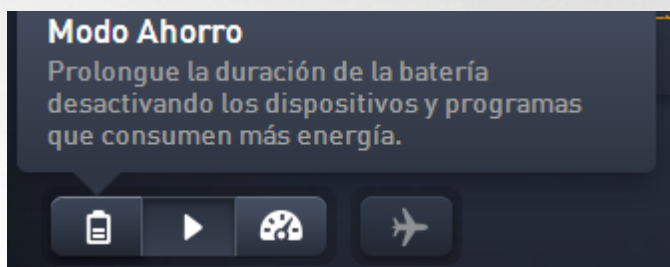 Modo Ahorro
Prolongue la duración de la batería
desactivando los dispositivos y programas
que consumen más energía.